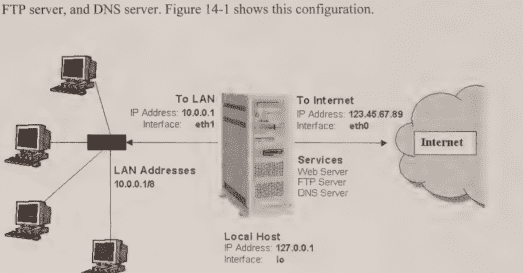 FTP server, and DNS server. Figure 14-1 shows this configuration.
To LAN
IP Address: 10.0.0.1
Interface: eth1
To Internet
IP Address: 123.45.67.89
Interface: eth0
Internet
LAN Addresses
10.0.0.1/8
Services
Web Server
FTP Server
DNS Server
Local Host
IP Address: 127.0.0.1
Interface: lo